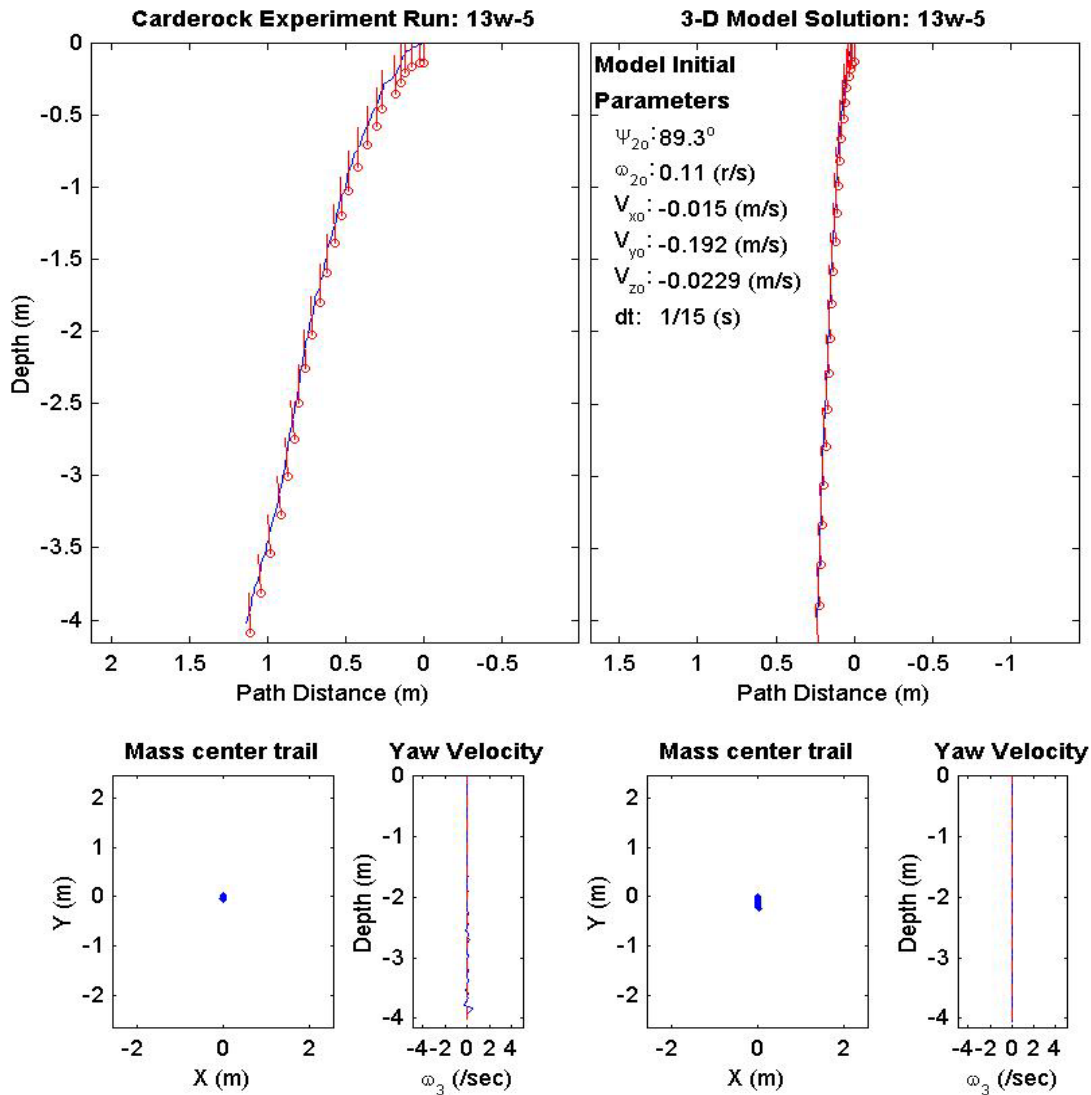 Carderock Experiment Run: 13w-5
0
-0.5
-1
-1.5
-2
-2.5
-3
-3.5
-4
Depth (m)
2 1.5 1 0.5 0 -0.5
Path Distance (m)
3-D Model Solution: 13w-5
Model Initial
Parameters
Ψ2o: 89.3o
ω2o: 0.11 (r/s)
Vxo: -0.015 (m/s)
Vyo: -0.192 (m/s)
Vzo: -0.0229 (m/s)
dt: 1/15 (s)
1.5 1 0.5 0 -0.5 -1
Path Distance (m)
Mass center trail
2
1
0
-1
-2
Y (m)
-2 0 2
X (m)
Yaw Velocity
0
-1
-2
-3
-4
Depth (m)
-4 -2 0 2 4
ω3 (/sec)
Mass center trail
2
1
0
-1
-2
Y (m)
-2 0 2
X (m)
Yaw Velocity
0
-1
-2
-3
-4
Depth (m)
-4 -2 0 2 4
ω3 (/sec)